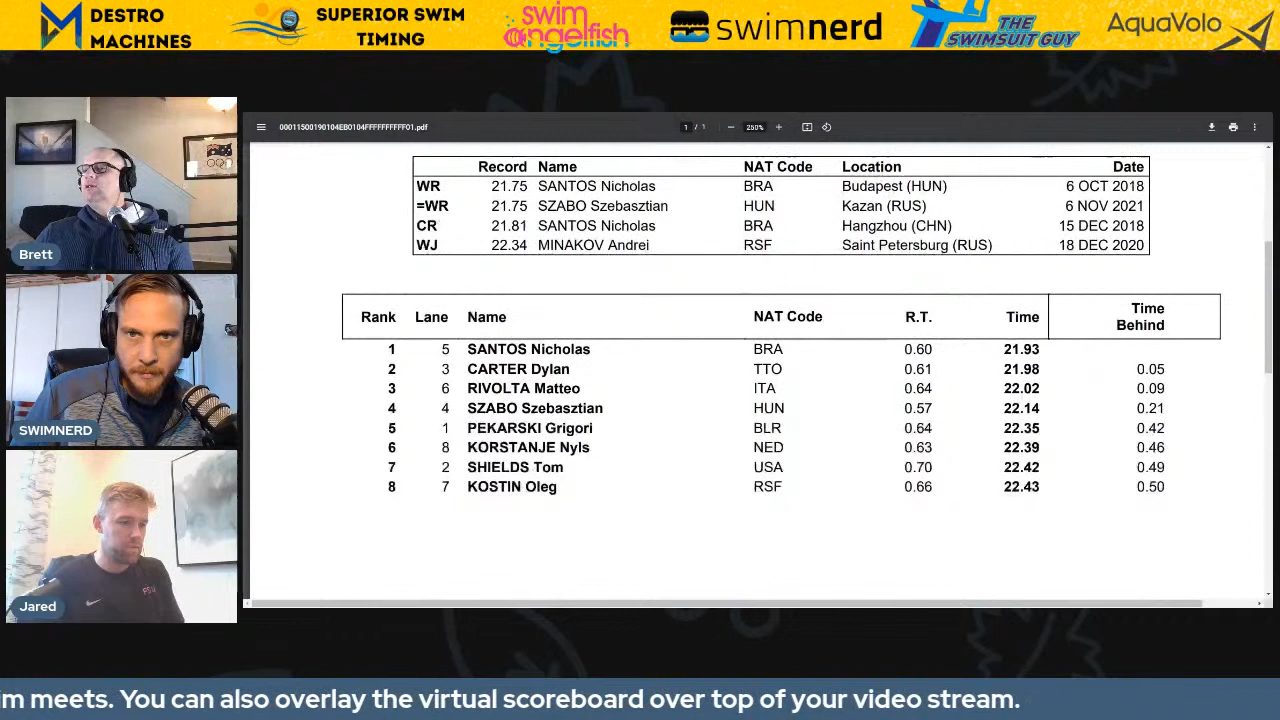 DESTRO
MACHINES
SUPERIOR SWIM
TIMING
swim
angelfish
swimnerd
THE
SWIMSUIT GUY
AquaVolo
00011500190104EB0104FFFFFFFFFF01.pdf
1 / 1
250%
Record Name NAT Code Location Date
WR 21.75 SANTOS Nicholas BRA Budapest (HUN) 6 OCT 2018
=WR 21.75 SZABO Szebasztian HUN Kazan (RUS) 6 NOV 2021
CR 21.81 SANTOS Nicholas BRA Hangzhou (CHN) 15 DEC 2018
WJ 22.34 MINAKOV Andrei RSF Saint Petersburg (RUS) 18 DEC 2020
Rank Lane Name NAT Code R.T. Time Time Behind
1 5 SANTOS Nicholas BRA 0.60 21.93
2 3 CARTER Dylan TTO 0.61 21.98 0.05
3 6 RIVOLTA Matteo ITA 0.64 22.02 0.09
4 4 SZABO Szebasztian HUN 0.57 22.14 0.21
5 1 PEKARSKI Grigori BLR 0.64 22.35 0.42
6 8 KORSTANJE Nyls NED 0.63 22.39 0.46
7 2 SHIELDS Tom USA 0.70 22.42 0.49
8 7 KOSTIN Oleg RSF 0.66 22.43 0.50
Brett
SWIMNERD
FSU
Jared
im meets. You can also overlay the virtual scoreboard over top of your video stream.